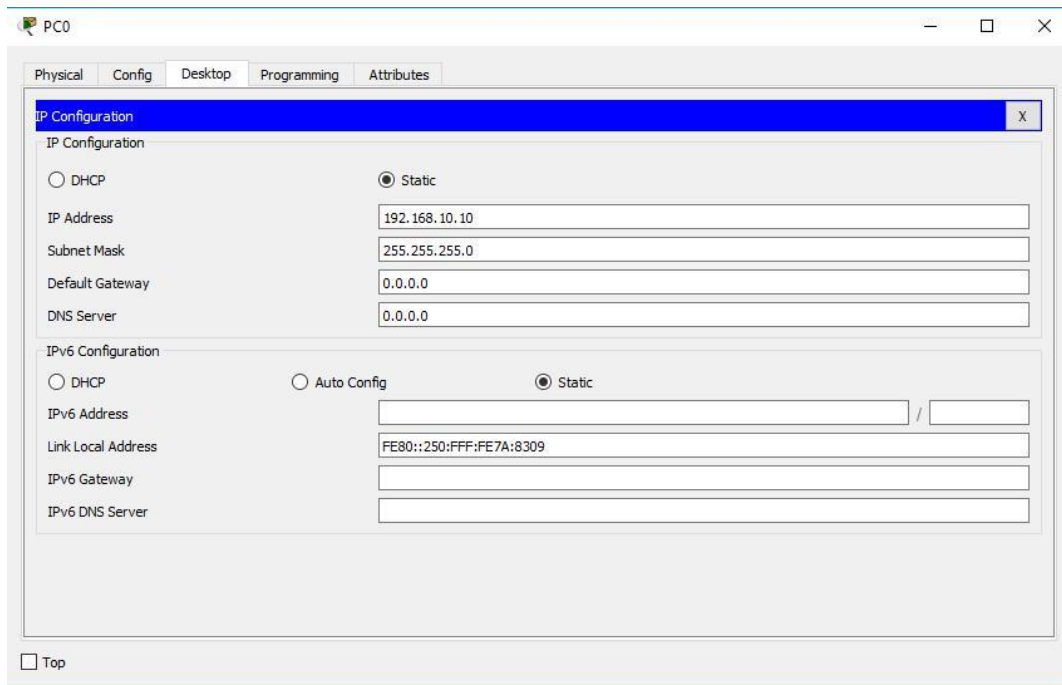 PC0
Physical Config Desktop Programming Attributes
IP Configuration X
IP Configuration
DHCP Static
IP Address 192.168.10.10
Subnet Mask 255.255.255.0
Default Gateway 0.0.0.0
DNS Server 0.0.0.0
IPv6 Configuration
DHCP Auto Config Static
IPv6 Address /
Link Local Address FE80::250:FFF:FE7A:8309
IPv6 Gateway
IPv6 DNS Server
Top